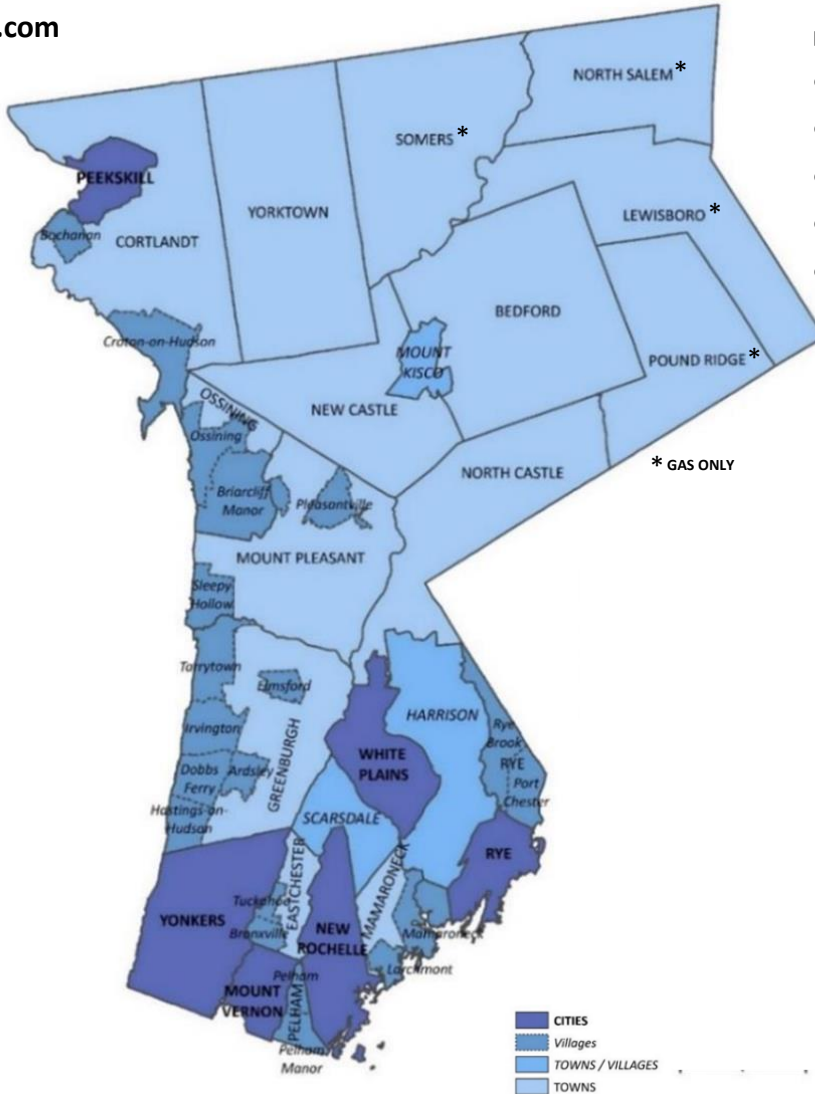 .com
NORTH SALEM *
SOMERS *
PEEKSKILL
YORKTOWN
LEWISBORO *
Buchanan
CORTLANDT
BEDFORD
Croton-on-Hudson
MOUNT
KISCO
POUND RIDGE *
OSSINING
NEW CASTLE
Ossining
* GAS ONLY
NORTH CASTLE
Briarcliff
Manor
Pleasantville
MOUNT PLEASANT
Sleepy
Hollow
Tarrytown
Elmsford
HARRISON
Irvington
GREENBURGH
Rye
Brook
WHITE
PLAINS
RYE
Dobbs
Ferry
Ardsley
Port
Chester
Hastings-on-
Hudson
SCARSDALE
RYE
EASTCHESTER
MAMARONECK
Tuckahoe
YONKERS
Bronxville
NEW
ROCHELLE
Mamaroneck
Larchmont
Pelham
MOUNT
VERNON
PELHAM
Pelham
Manor
CITIES
Villages
TOWNS / VILLAGES
TOWNS